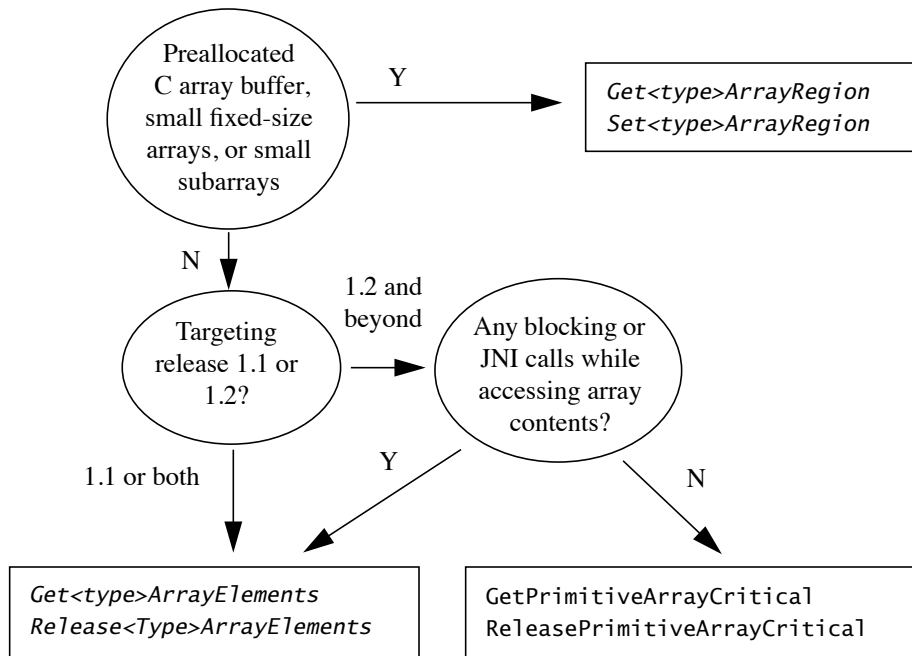 Preallocated
C array buffer,
small fixed-size
arrays, or small
subarrays
Y
Get<type>ArrayRegion
Set<type>ArrayRegion
N
Targeting
release 1.1 or
1.2?
1.2 and
beyond
Any blocking or
JNI calls while
accessing array
contents?
1.1 or both
Y
N
Get<type>ArrayElements
Release<Type>ArrayElements
GetPrimitiveArrayCritical
ReleasePrimitiveArrayCritical